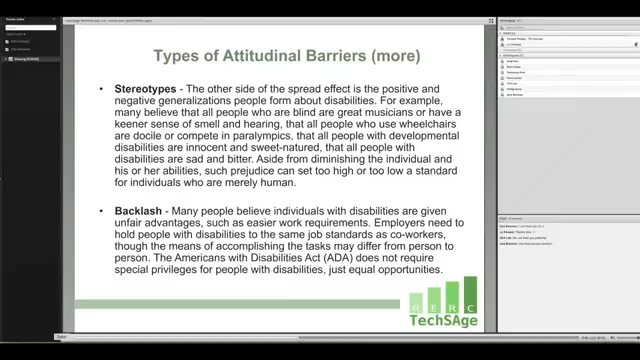 Types of Attitudinal Barriers (more)
• Stereotypes - The other side of the spread effect is the positive and
negative generalizations people form about disabilities. For example,
many believe that all people who are blind are great musicians or have a
keener sense of smell and hearing, that all people who use wheelchairs
are docile or compete in paralympics, that all people with developmental
disabilities are innocent and sweet-natured, that all people with
disabilities are sad and bitter. Aside from diminishing the individual and
his or her abilities, such prejudice can set too high or too low a standard
for individuals who are merely human.
• Backlash - Many people believe individuals with disabilities are given
unfair advantages, such as easier work requirements. Employers need to
hold people with disabilities to the same job standards as co-workers,
though the means of accomplishing the tasks may differ from person to
person. The Americans with Disabilities Act (ADA) does not require
special privileges for people with disabilities, just equal opportunities.
RERC
TechSAge